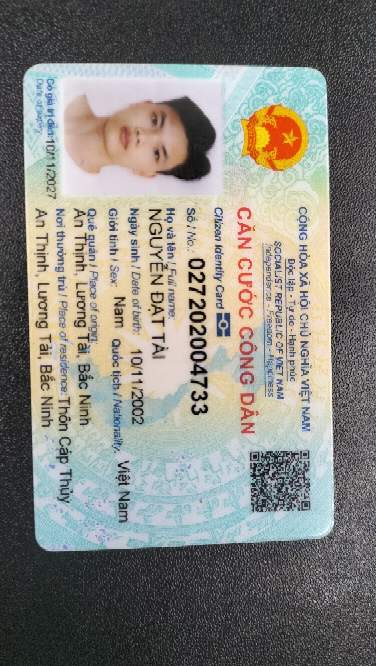 CỘNG HÒA XÃ HỘI CHỦ NGHĨA VIỆT NAM
Độc lập - Tự do - Hạnh phúc
SOCIALIST REPUBLIC OF VIET NAM
Independence - Freedom - Happiness
CĂN CƯỚC CÔNG DÂN
Citizen Identity Card
Số / No.: 027202004733
Họ và tên / Full name:
NGUYỄN ĐẠT TÀI
Ngày sinh / Date of birth: 10/11/2002
Giới tính / Sex: Nam Quốc tịch / Nationality: Việt Nam
Quê quán / Place of origin:
An Thịnh, Lương Tài, Bắc Ninh
Nơi thường trú / Place of residence: Thôn Cáp Thủy
An Thịnh, Lương Tài, Bắc Ninh
Có giá trị đến: 10/11/2027
Date of expiry